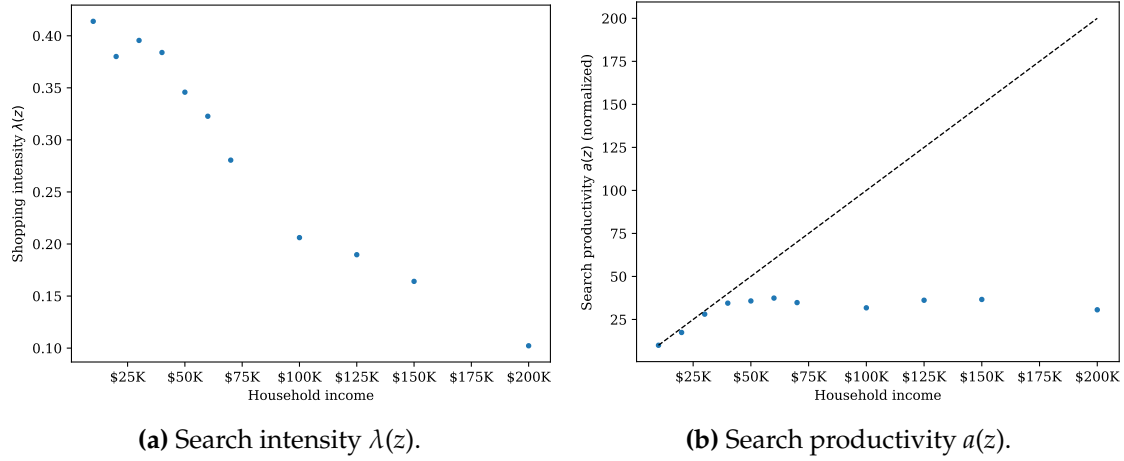 Shopping intensity λ(z)
0.40
0.35
0.30
0.25
0.20
0.15
0.10
$25K $50K $75K $100K $125K $150K $175K $200K
Household income
(a) Search intensity λ(z).
Search productivity a(z) (normalized)
200
175
150
125
100
75
50
25
$25K $50K $75K $100K $125K $150K $175K $200K
Household income
(b) Search productivity a(z).